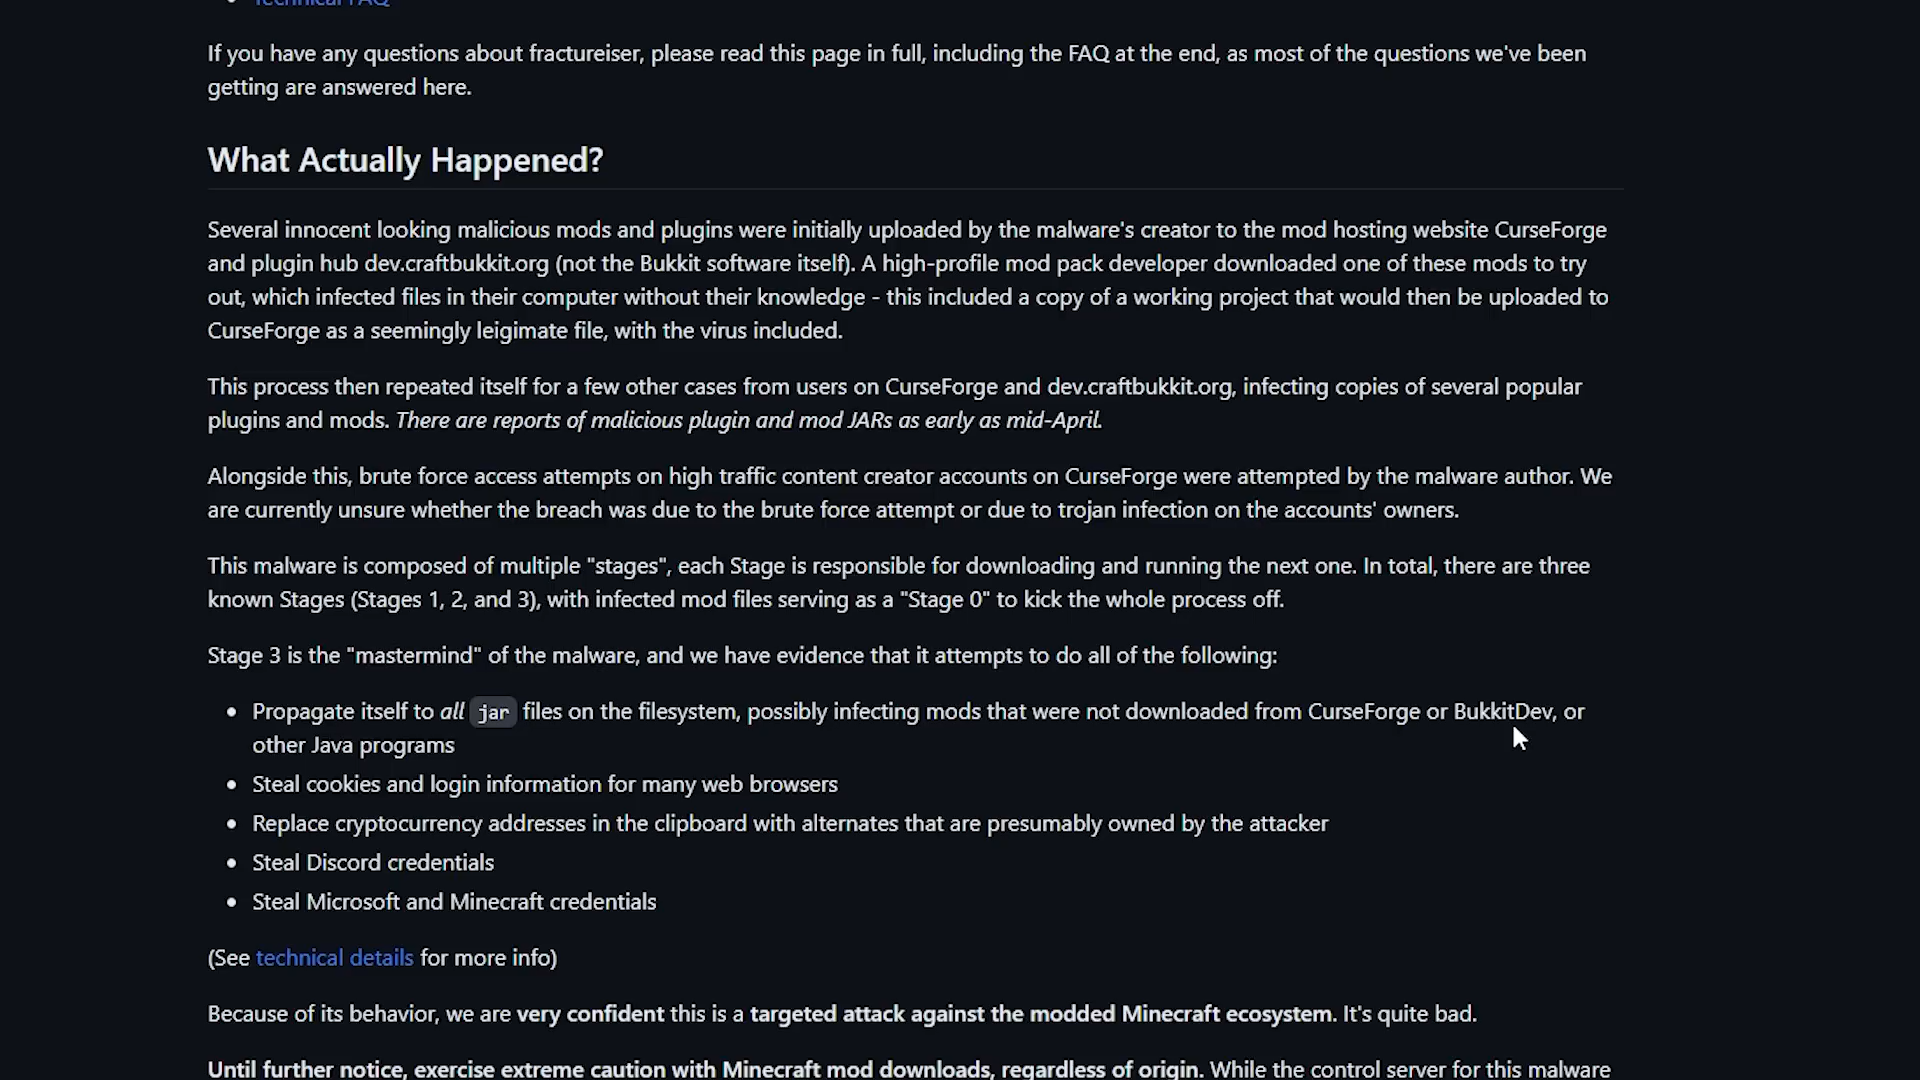 Technical FAQ
If you have any questions about fractureiser, please read this page in full, including the FAQ at the end, as most of the questions we've been
getting are answered here.
What Actually Happened?
Several innocent looking malicious mods and plugins were initially uploaded by the malware's creator to the mod hosting website CurseForge
and plugin hub dev.craftbukkit.org (not the Bukkit software itself). A high-profile mod pack developer downloaded one of these mods to try
out, which infected files in their computer without their knowledge - this included a copy of a working project that would then be uploaded to
CurseForge as a seemingly leigimate file, with the virus included.
This process then repeated itself for a few other cases from users on CurseForge and dev.craftbukkit.org, infecting copies of several popular
plugins and mods. There are reports of malicious plugin and mod JARs as early as mid-April.
Alongside this, brute force access attempts on high traffic content creator accounts on CurseForge were attempted by the malware author. We
are currently unsure whether the breach was due to the brute force attempt or due to trojan infection on the accounts' owners.
This malware is composed of multiple "stages", each Stage is responsible for downloading and running the next one. In total, there are three
known Stages (Stages 1, 2, and 3), with infected mod files serving as a "Stage 0" to kick the whole process off.
Stage 3 is the "mastermind" of the malware, and we have evidence that it attempts to do all of the following:
• Propagate itself to all jar files on the filesystem, possibly infecting mods that were not downloaded from CurseForge or BukkitDev, or
other Java programs
• Steal cookies and login information for many web browsers
• Replace cryptocurrency addresses in the clipboard with alternates that are presumably owned by the attacker
• Steal Discord credentials
• Steal Microsoft and Minecraft credentials
(See technical details for more info)
Because of its behavior, we are very confident this is a targeted attack against the modded Minecraft ecosystem. It's quite bad.
Until further notice, exercise extreme caution with Minecraft mod downloads, regardless of origin. While the control server for this malware